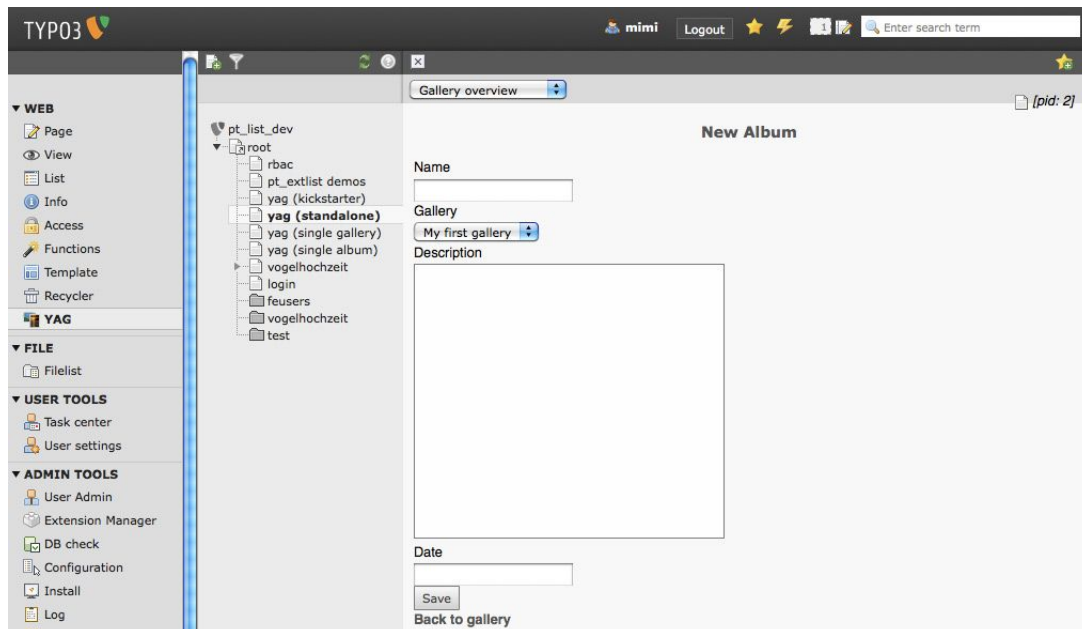 TYPO3
mimi
Logout
1
Enter search term
WEB
Page
View
List
Info
Access
Functions
Template
Recycler
YAG
FILE
Filelist
USER TOOLS
Task center
User settings
ADMIN TOOLS
User Admin
Extension Manager
DB check
Configuration
Install
Log
pt_list_dev
root
rbac
pt_extlist demos
yag (kickstarter)
yag (standalone)
yag (single gallery)
yag (single album)
vogelhochzeit
login
feusers
vogelhochzeit
test
Gallery overview
[pid: 2]
New Album
Name
Gallery
My first gallery
Description
Date
Save
Back to gallery